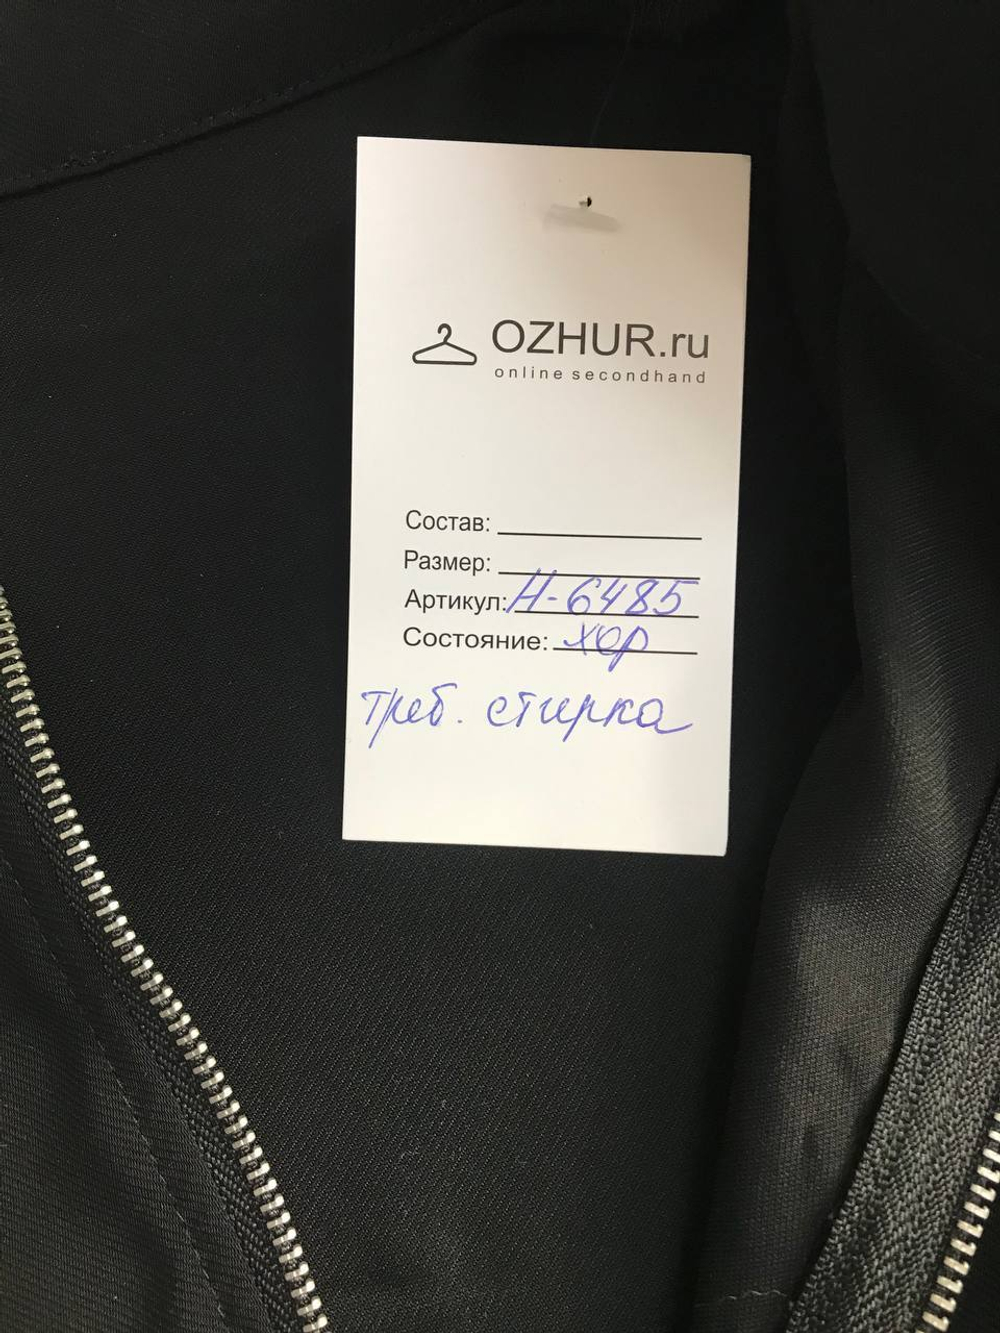 OZHUR.ru
online secondhand
Состав:
Размер:
Артикул: Н-6485
Состояние: хор
треб. стирка